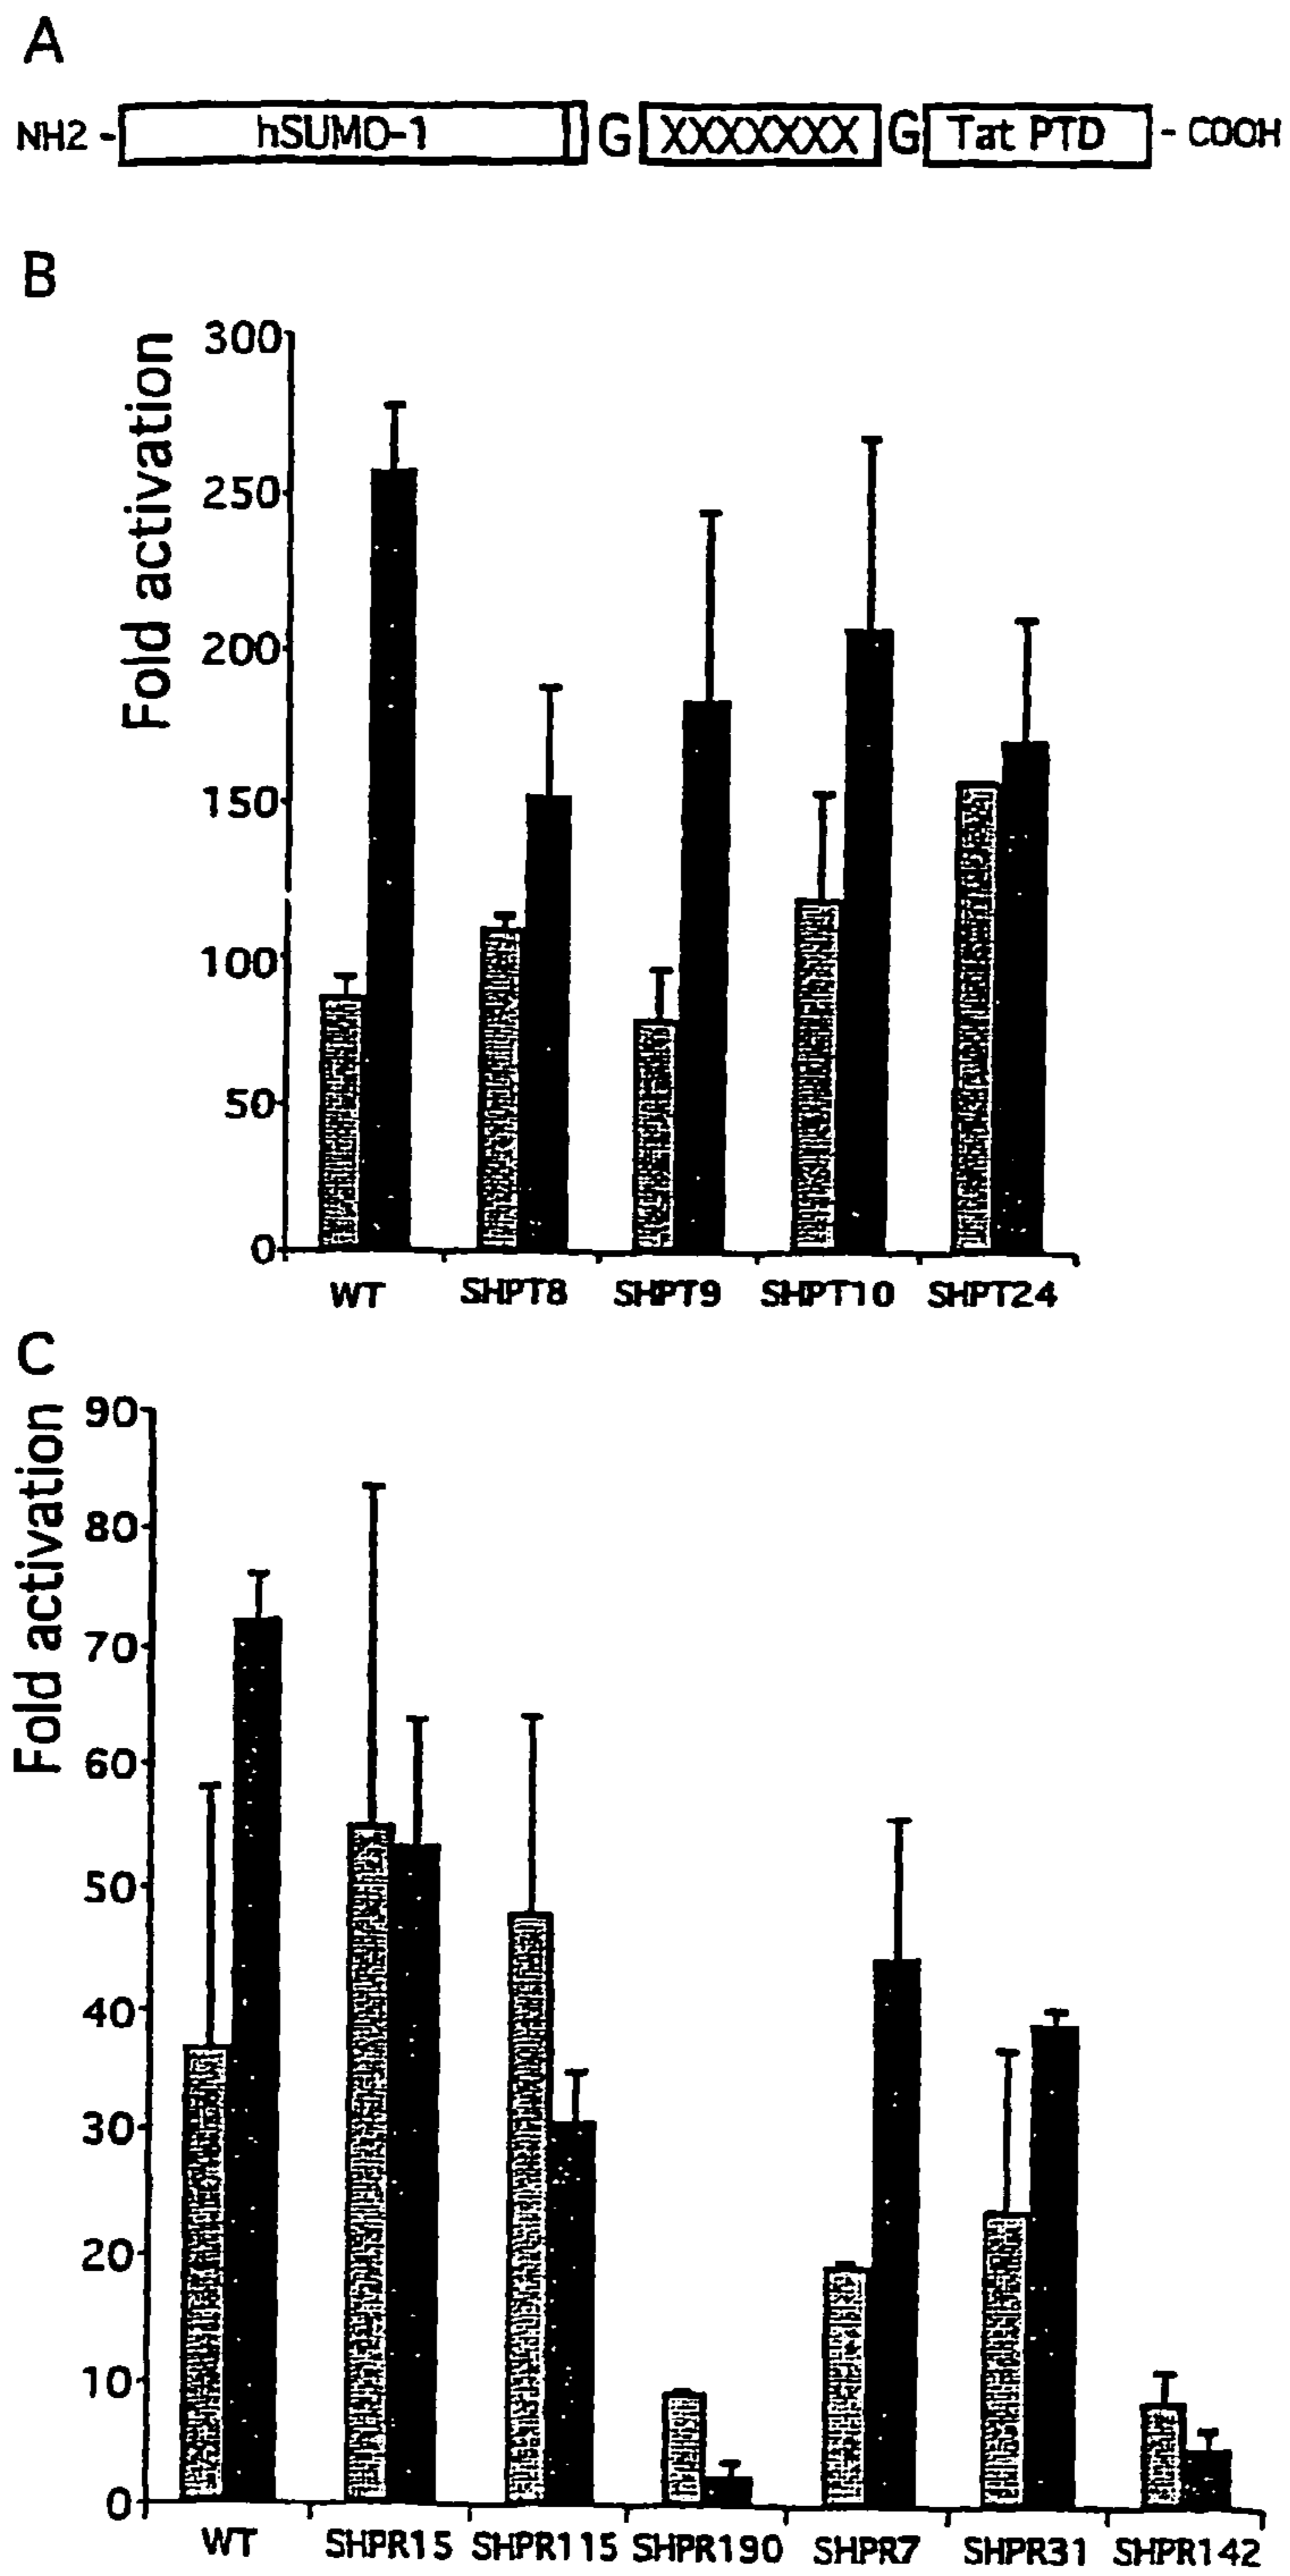 A
NH2 - hSUMO-1 G XXXXXXX G Tat PTD - COOH
B
Fold activation
300
250
200
150
100
50
0
WT SHPT8 SHPT9 SHPT10 SHPT24
C
Fold activation
90
80
70
60
50
40
30
20
10
0
WT SHPR15 SHPR115 SHPR190 SHPR7 SHPR31 SHPR142